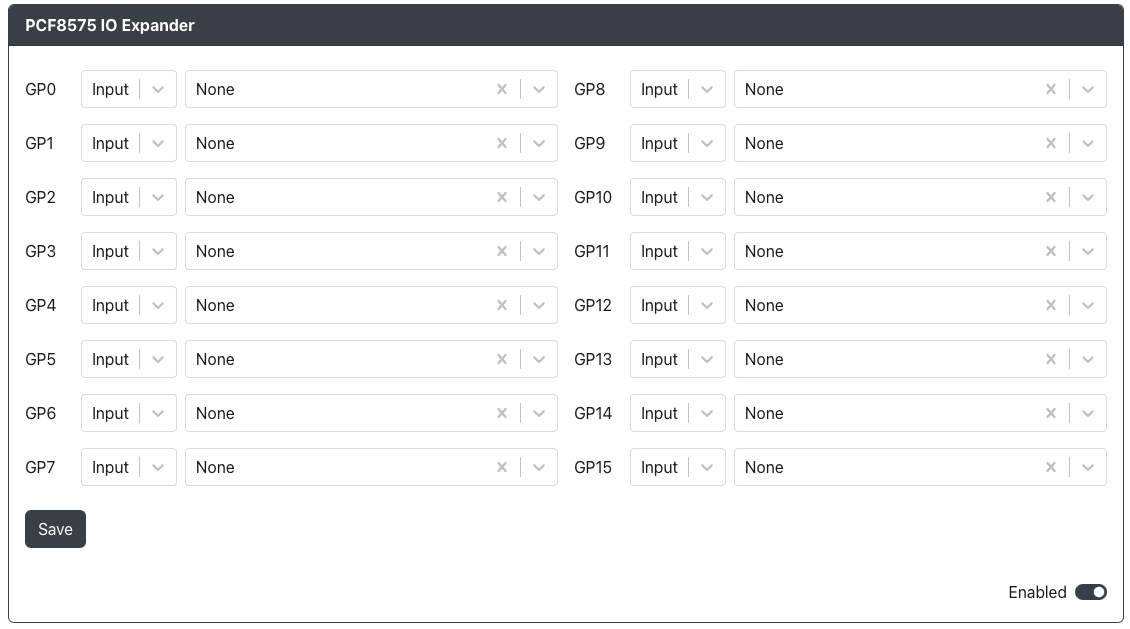 PCF8575 IO Expander
GP0 Input None GP8 Input None
GP1 Input None GP9 Input None
GP2 Input None GP10 Input None
GP3 Input None GP11 Input None
GP4 Input None GP12 Input None
GP5 Input None GP13 Input None
GP6 Input None GP14 Input None
GP7 Input None GP15 Input None
Save
Enabled